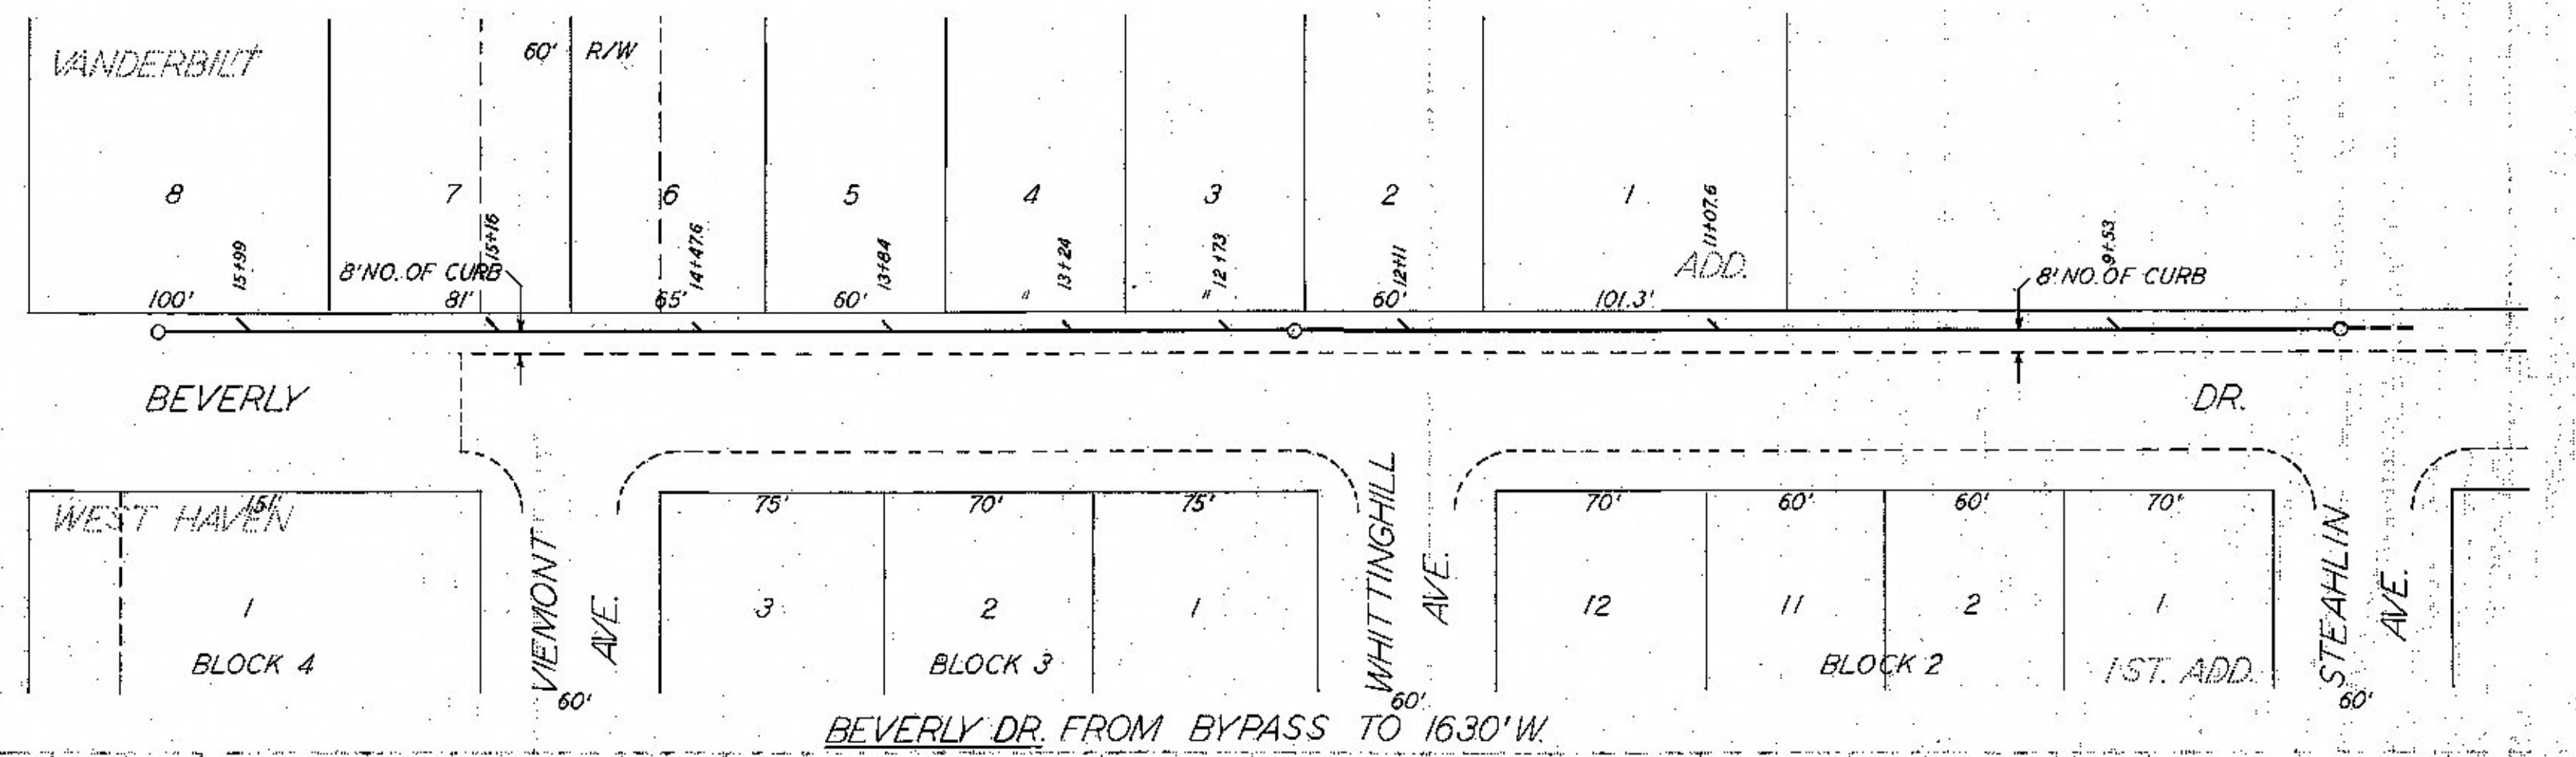 VANDERBILT
60' R/W
8 7 6 5 4 3 2 1
15+99 15+16 14+47.6 13+84 13+24 12+73 12+11 11+07.6 9+53
ADD.
8' NO. OF CURB
8' NO. OF CURB
100' 81' 65' 60' " " 60' 101.3'
BEVERLY DR.
WEST HAVEN
151' 75' 70' 75' 70' 60' 60' 70'
VIEMONT AVE.
WHITTINGHILL AVE.
STEAHLIN AVE.
1 3 2 1 12 11 2 1
BLOCK 4 BLOCK 3 BLOCK 2 1ST. ADD.
60' 60' 60'
BEVERLY DR. FROM BYPASS TO 1630' W.